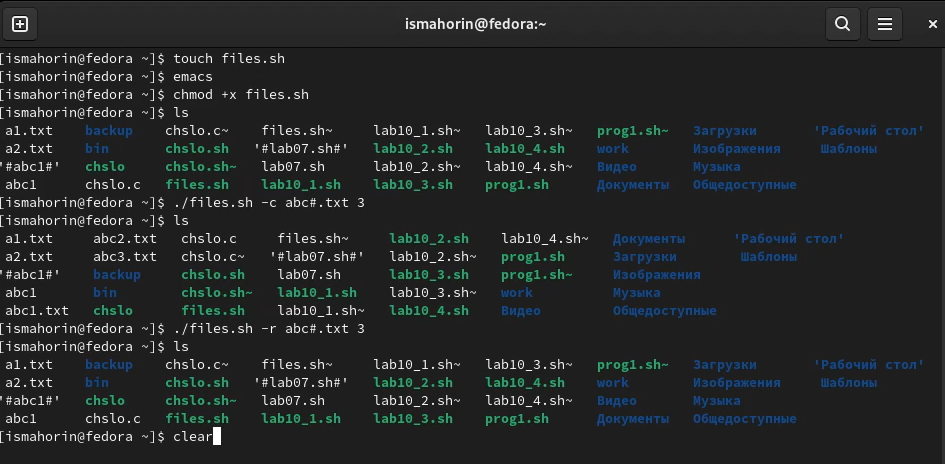 ismahorin@fedora:~
[ismahorin@fedora ~]$ touch files.sh
[ismahorin@fedora ~]$ emacs
[ismahorin@fedora ~]$ chmod +x files.sh
[ismahorin@fedora ~]$ ls
a1.txt backup chslo.c~ files.sh~ lab10_1.sh~ lab10_3.sh~ prog1.sh~ Загрузки 'Рабочий стол'
a2.txt bin chslo.sh '#lab07.sh#' lab10_2.sh lab10_4.sh work Изображения Шаблоны
'#abc1#' chslo chslo.sh~ lab07.sh lab10_2.sh~ lab10_4.sh~ Видео Музыка
abc1 chslo.c files.sh lab10_1.sh lab10_3.sh prog1.sh Документы Общедоступные
[ismahorin@fedora ~]$ ./files.sh -c abc#.txt 3
[ismahorin@fedora ~]$ ls
a1.txt abc2.txt chslo.c files.sh~ lab10_2.sh lab10_4.sh~ Документы 'Рабочий стол'
a2.txt abc3.txt chslo.c~ '#lab07.sh#' lab10_2.sh~ prog1.sh Загрузки Шаблоны
'#abc1#' backup chslo.sh lab07.sh lab10_3.sh prog1.sh~ Изображения
abc1 bin chslo.sh~ lab10_1.sh lab10_3.sh~ work Музыка
abc1.txt chslo files.sh lab10_1.sh~ lab10_4.sh Видео Общедоступные
[ismahorin@fedora ~]$ ./files.sh -r abc#.txt 3
[ismahorin@fedora ~]$ ls
a1.txt backup chslo.c~ files.sh~ lab10_1.sh~ lab10_3.sh~ prog1.sh~ Загрузки 'Рабочий стол'
a2.txt bin chslo.sh '#lab07.sh#' lab10_2.sh lab10_4.sh work Изображения Шаблоны
'#abc1#' chslo chslo.sh~ lab07.sh lab10_2.sh~ lab10_4.sh~ Видео Музыка
abc1 chslo.c files.sh lab10_1.sh lab10_3.sh prog1.sh Документы Общедоступные
[ismahorin@fedora ~]$ clear